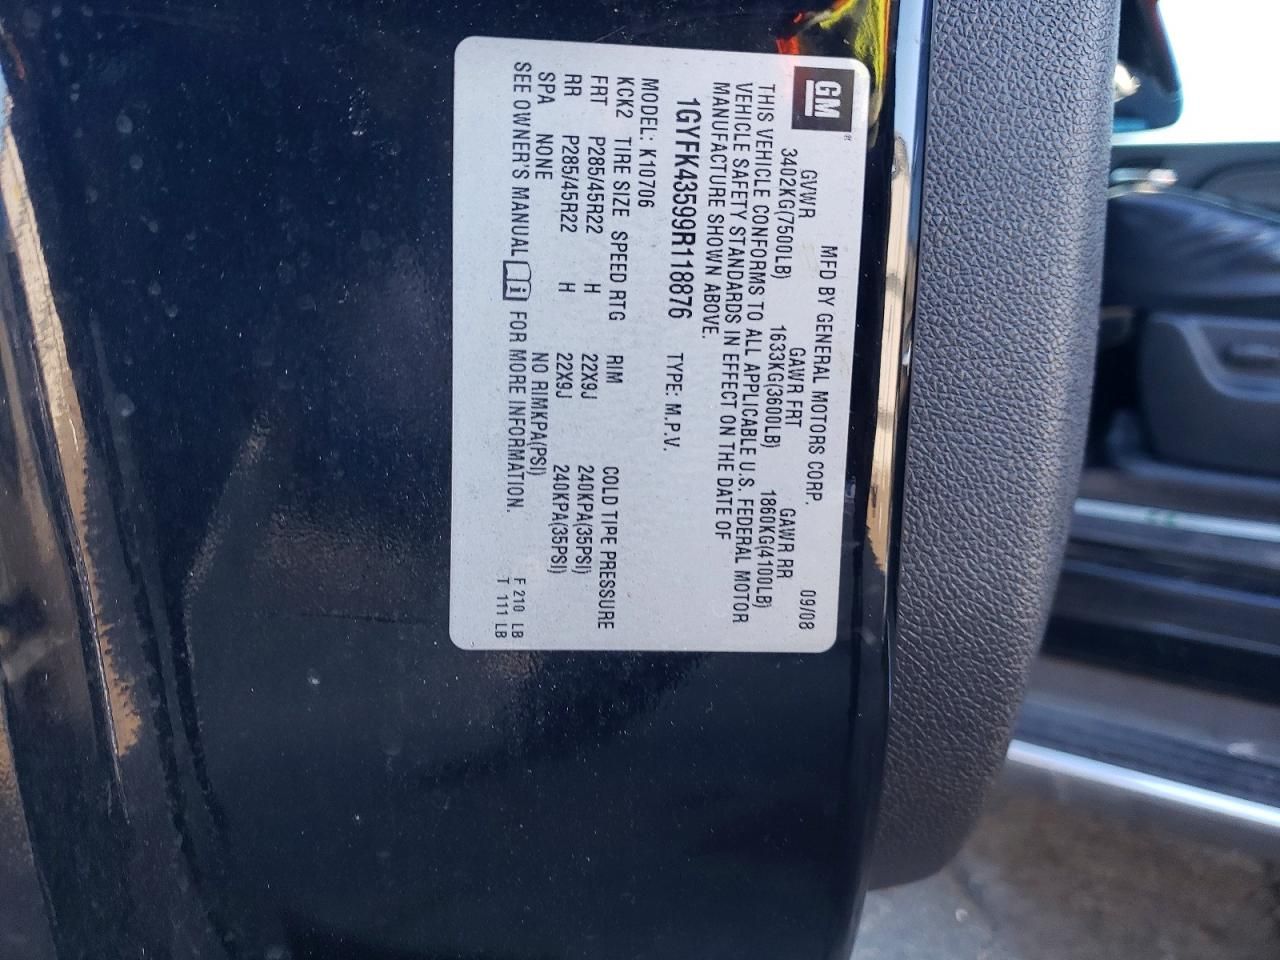 GM
MFD BY GENERAL MOTORS CORP. 09/08
GVWR GAWR FRT GAWR RR
3402KG(7500LB) 1633KG(3600LB) 1860KG(4100LB)
THIS VEHICLE CONFORMS TO ALL APPLICABLE U.S. FEDERAL MOTOR
VEHICLE SAFETY STANDARDS IN EFFECT ON THE DATE OF
MANUFACTURE SHOWN ABOVE.
1GYFK43599R118876 TYPE: M.P.V.
MODEL: K10706
KCK2 TIRE SIZE SPEED RTG RIM COLD TIRE PRESSURE
FRT P285/45R22 H 22X9J 240KPA(35PSI)
RR P285/45R22 H 22X9J 240KPA(35PSI)
SPA NONE NO RIMKPA(PSI)
SEE OWNER'S MANUAL i FOR MORE INFORMATION.
F 210 LB
T 111 LB